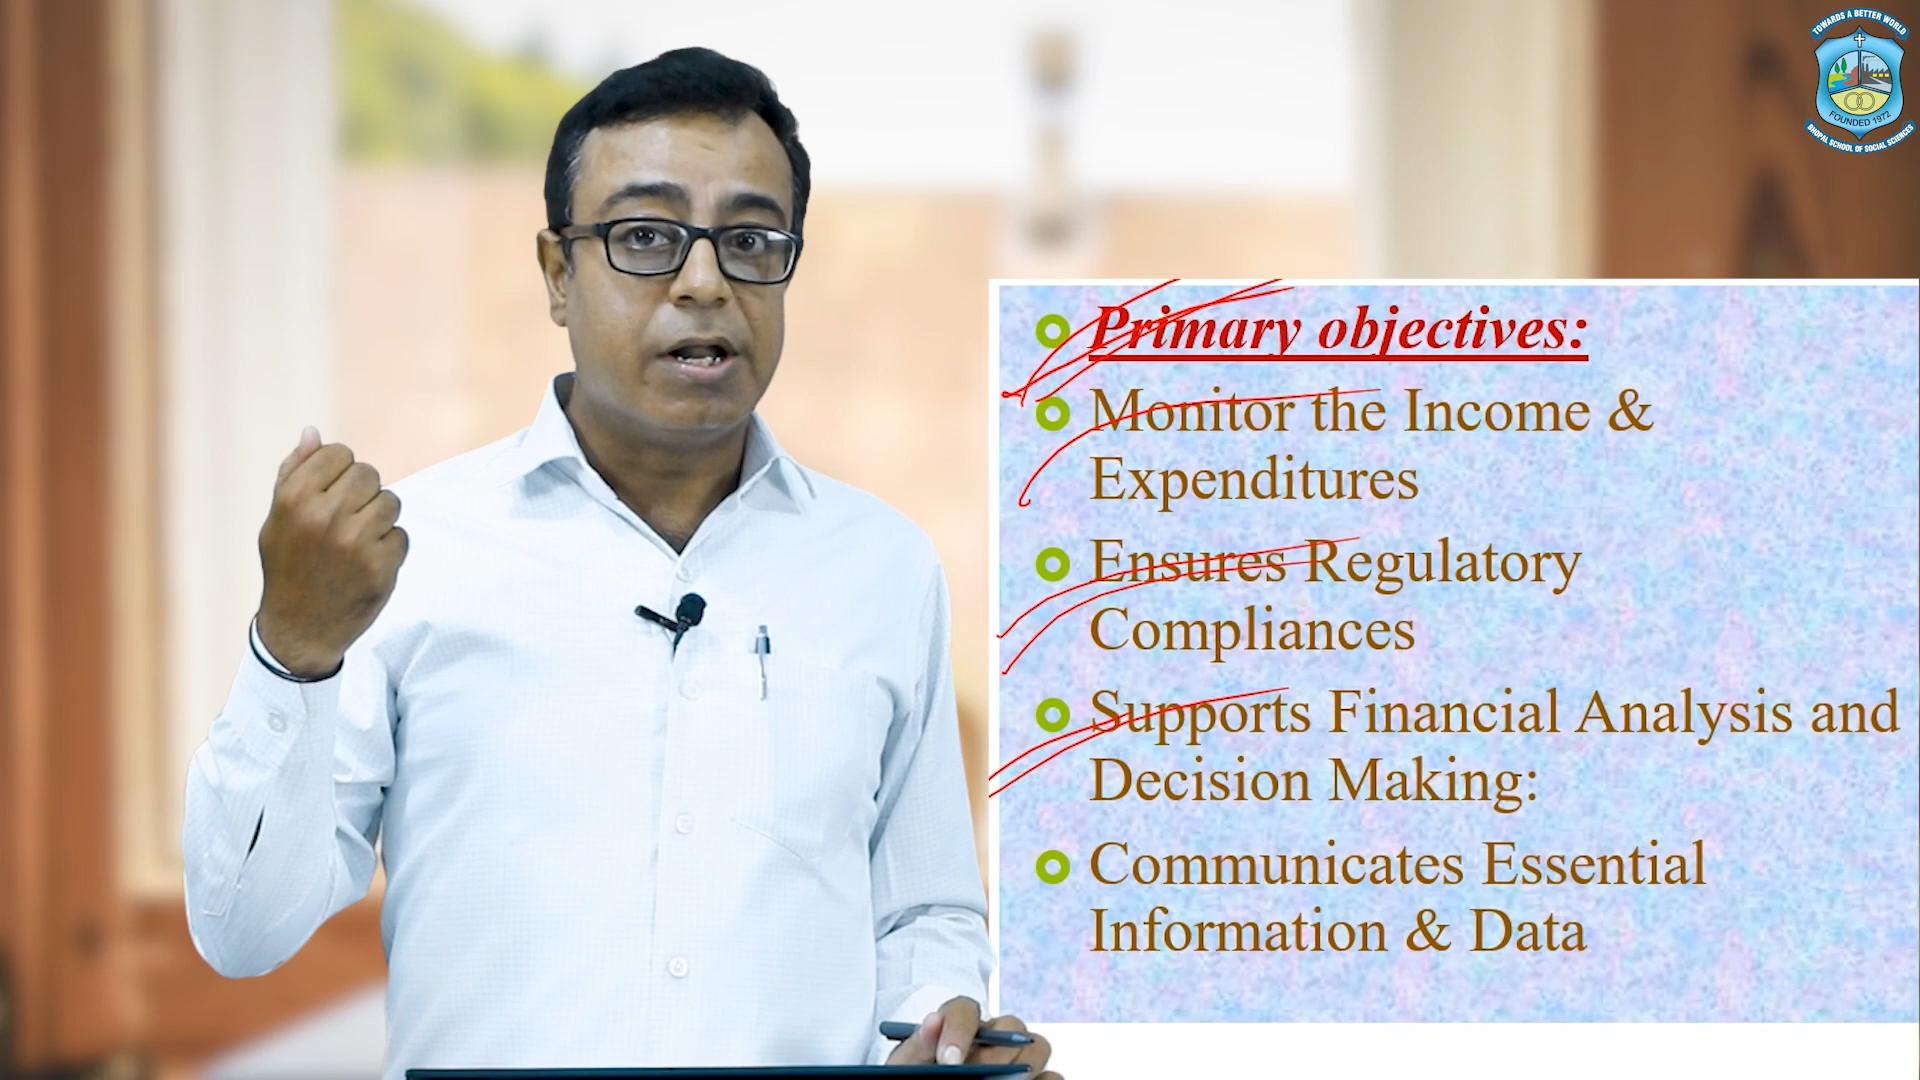 TOWARDS A BETTER WORLD
FOUNDED 1972
BHOPAL SCHOOL OF SOCIAL SCIENCES
Primary objectives:
Monitor the Income &
Expenditures
Ensures Regulatory
Compliances
Supports Financial Analysis and
Decision Making:
Communicates Essential
Information & Data